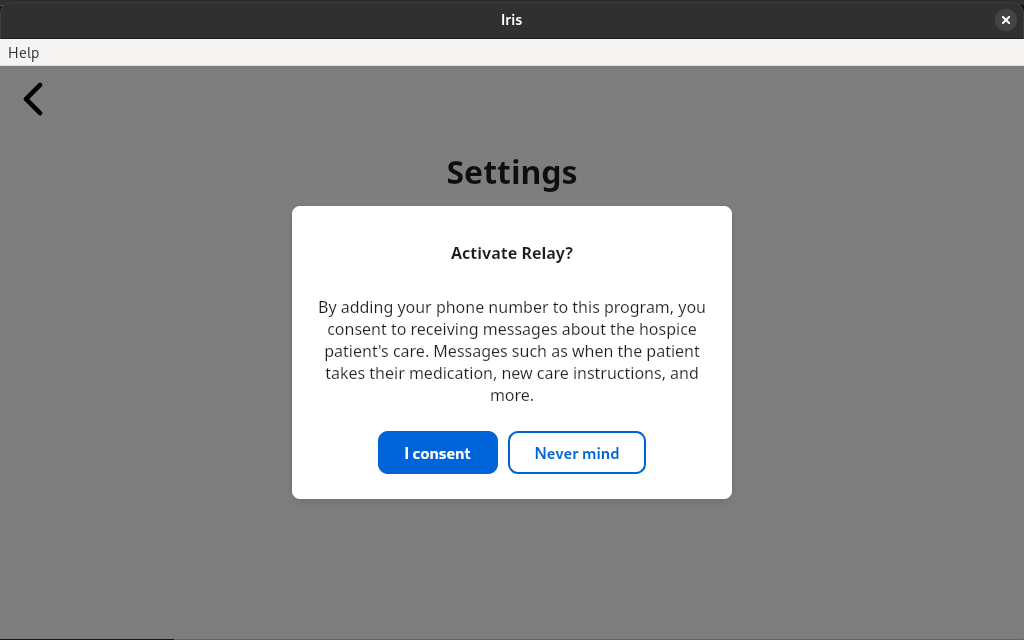 Iris
Help
Settings
Activate Relay?
By adding your phone number to this program, you
consent to receiving messages about the hospice
patient's care. Messages such as when the patient
takes their medication, new care instructions, and
more.
I consent
Never mind